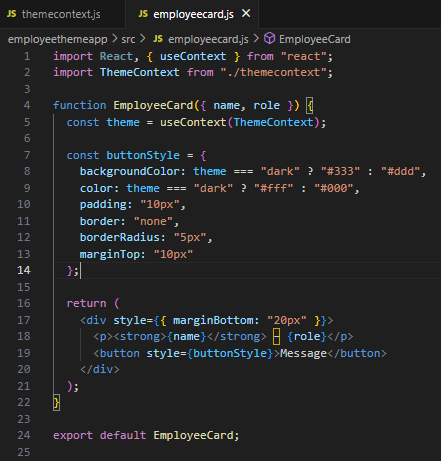 JS themecontext.js JS employeecard.js X
employeethemeapp > src > JS employeecard.js > EmployeeCard
1 import React, { useContext } from "react";
2 import ThemeContext from "./themecontext";
3
4 function EmployeeCard({ name, role }) {
5 const theme = useContext(ThemeContext);
6
7 const buttonStyle = {
8 backgroundColor: theme === "dark" ? "#333" : "#ddd",
9 color: theme === "dark" ? "#fff" : "#000",
10 padding: "10px",
11 border: "none",
12 borderRadius: "5px",
13 marginTop: "10px"
14 };
15
16 return (
17 <div style={{ marginBottom: "20px" }}>
18 <p><strong>{name}</strong> – {role}</p>
19 <button style={buttonStyle}>Message</button>
20 </div>
21 );
22 }
23
24 export default EmployeeCard;
25